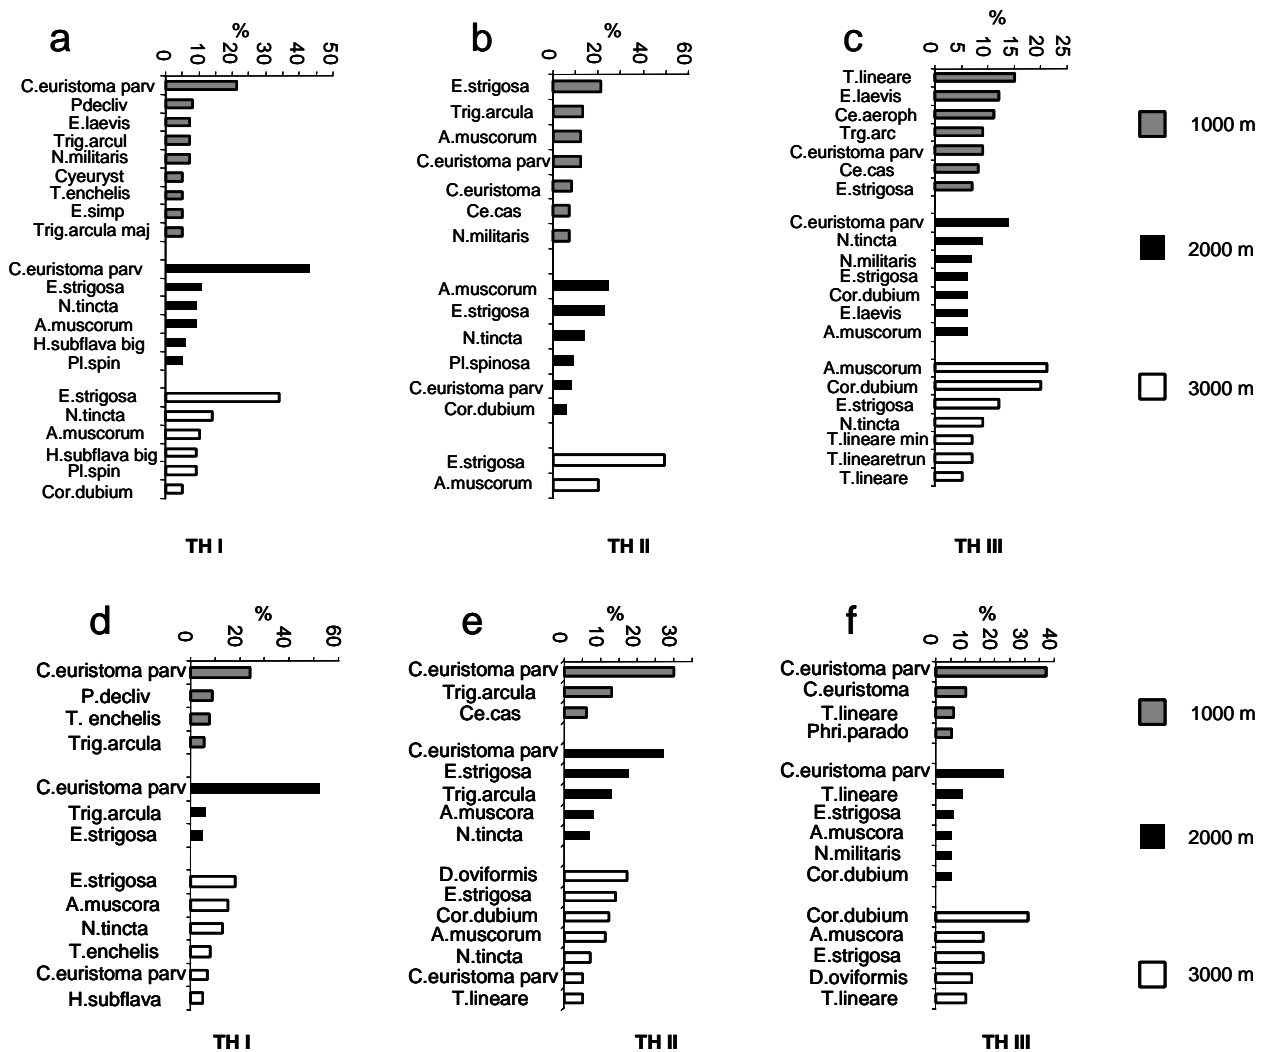 a
%
0 10 20 30 40 50
C.euristoma parv
Pdecliv
E.laevis
Trig.arcul
N.militaris
Cyeuryst
T.enchelis
E.simp
Trig.arcula maj
C.euristoma parv
E.strigosa
N.tincta
A.muscorum
H.subflava big
Pl.spin
E.strigosa
N.tincta
A.muscorum
H.subflava big
Pl.spin
Cor.dubium
TH I
b
%
0 20 40 60
E.strigosa
Trig.arcula
A.muscorum
C.euristoma parv
C.euristoma
Ce.cas
N.militaris
A.muscorum
E.strigosa
N.tincta
Pl.spinosa
C.euristoma parv
Cor.dubium
E.strigosa
A.muscorum
TH II
c
%
0 5 10 15 20 25
T.lineare
E.laevis
Ce.aeroph
Trg.arc
C.euristoma parv
Ce.cas
E.strigosa
C.euristoma parv
N.tincta
N.militaris
E.strigosa
Cor.dubium
E.laevis
A.muscorum
A.muscorum
Cor.dubium
E.strigosa
N.tincta
T.lineare min
T.linearetrun
T.lineare
TH III
1000 m
2000 m
3000 m
d
%
0 20 40 60
C.euristoma parv
P.decliv
T. enchelis
Trig.arcula
C.euristoma parv
Trig.arcula
E.strigosa
E.strigosa
A.muscora
N.tincta
T.enchelis
C.euristoma parv
H.subflava
TH I
e
%
0 10 20 30
C.euristoma parv
Trig.arcula
Ce.cas
C.euristoma parv
E.strigosa
Trig.arcula
A.muscora
N.tincta
D.oviformis
E.strigosa
Cor.dubium
A.muscorum
N.tincta
C.euristoma parv
T.lineare
TH II
f
%
0 10 20 30 40
C.euristoma parv
C.euristoma
T.lineare
Phri.parado
C.euristoma parv
T.lineare
E.strigosa
A.muscora
N.militaris
Cor.dubium
Cor.dubium
A.muscora
E.strigosa
D.oviformis
T.lineare
TH III
1000 m
2000 m
3000 m